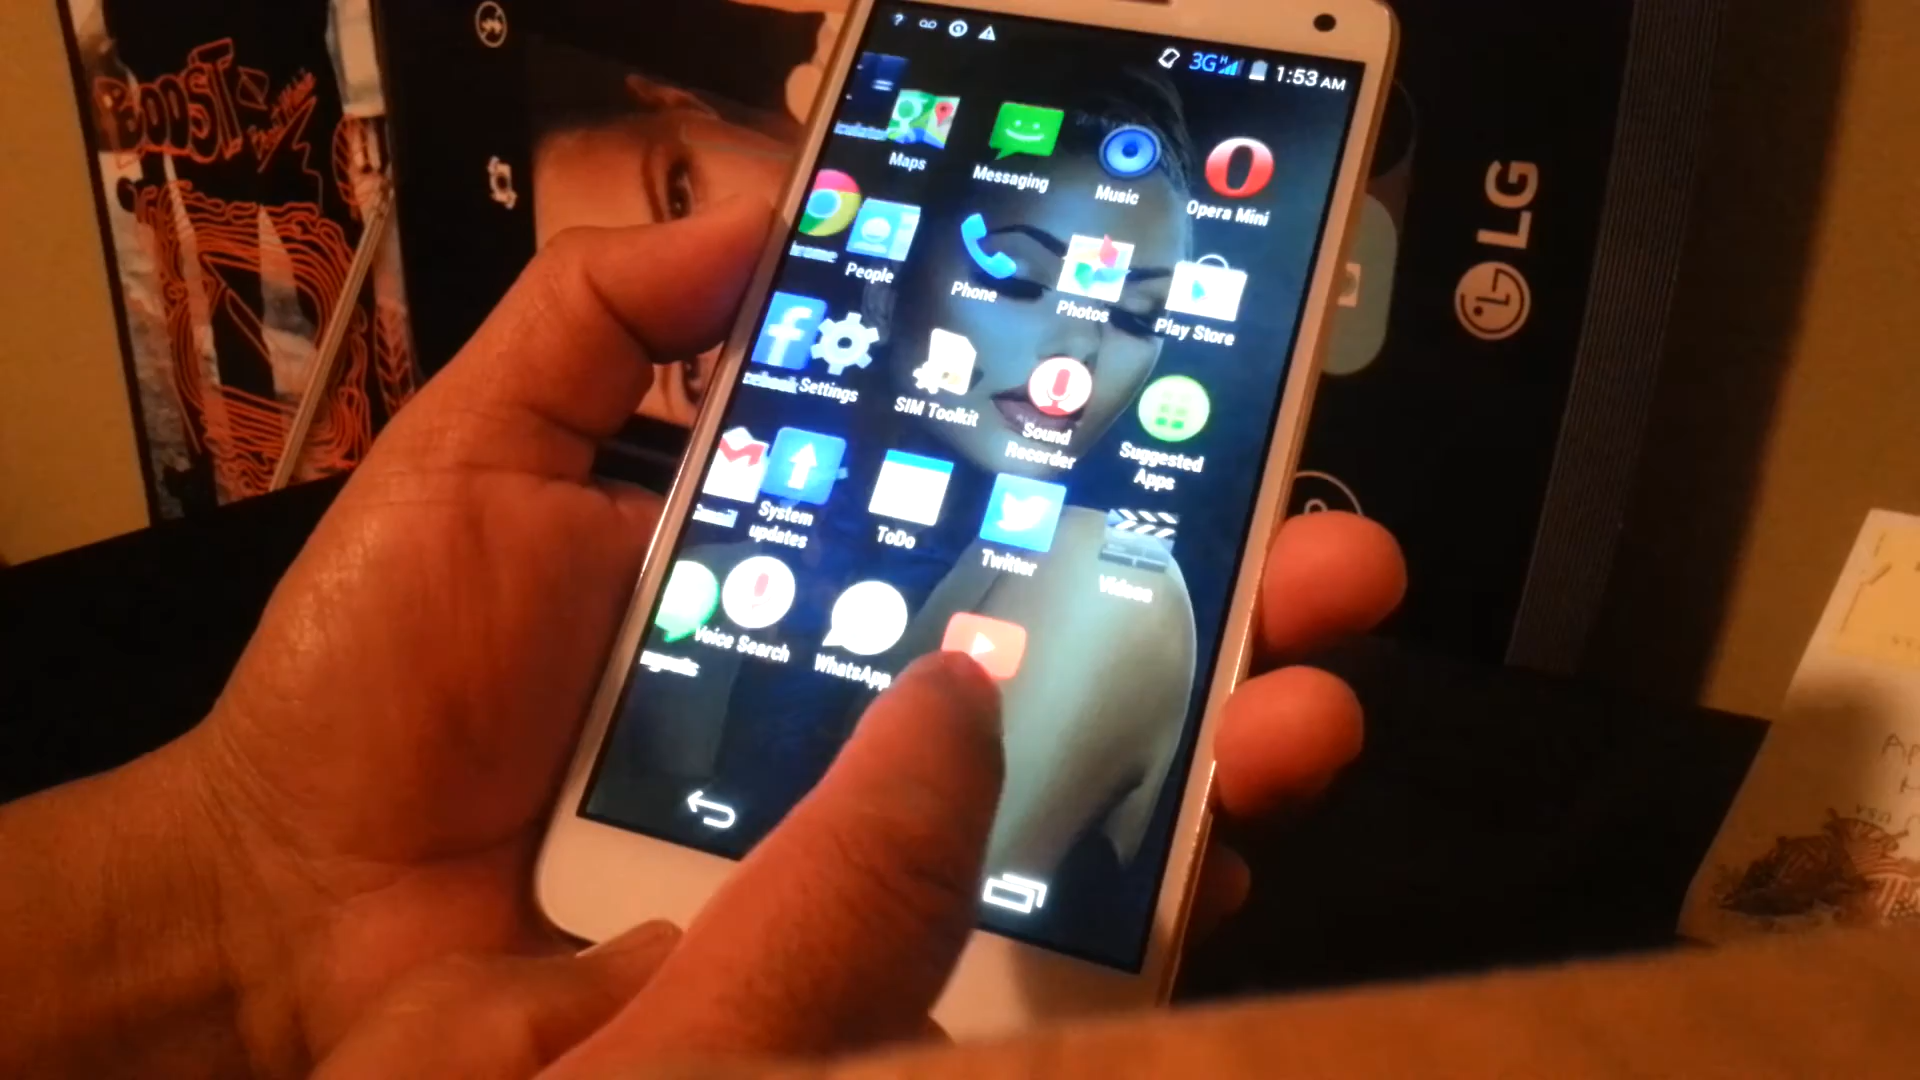 BOOST
?
3G H 1:53 AM
Maps
Messaging
Music
Opera Mini
People
Phone
Photos
Play Store
Settings
SIM Toolkit
Sound
Recorder
Suggested
Apps
System
updates
ToDo
Twitter
Videos
Voice Search
WhatsApp
LG